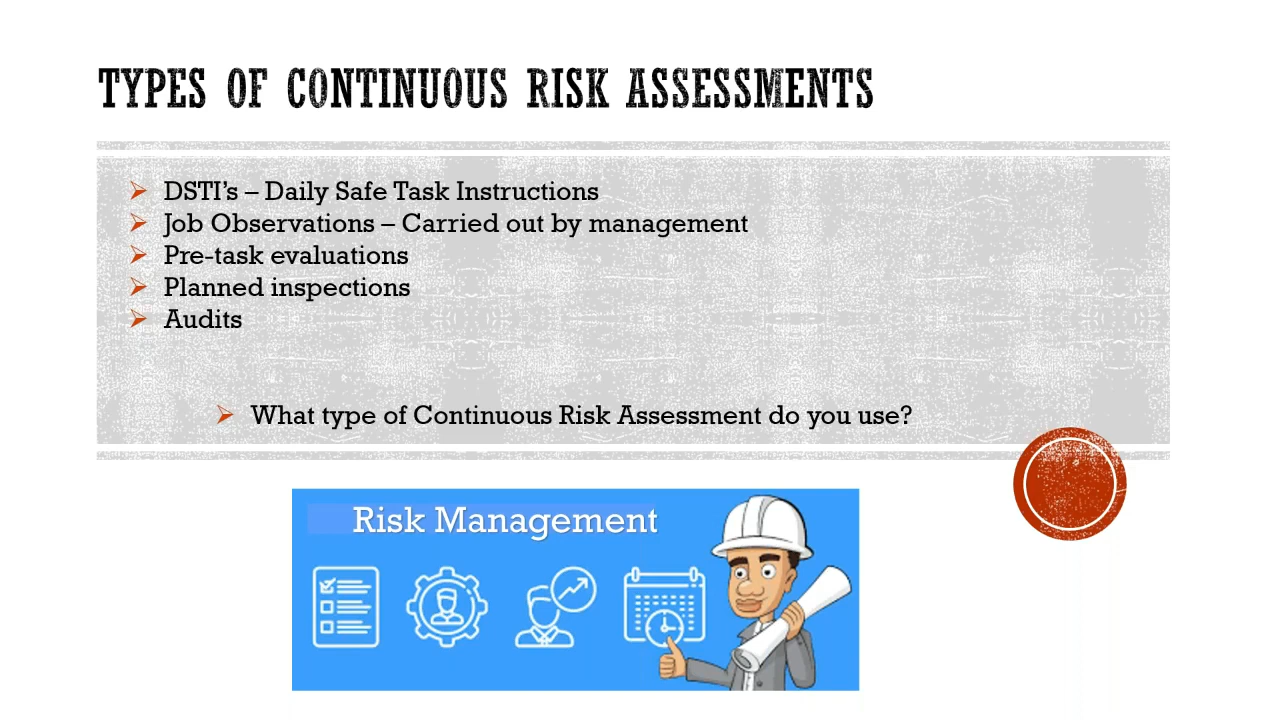 TYPES OF CONTINUOUS RISK ASSESSMENTS
DSTI's – Daily Safe Task Instructions
Job Observations – Carried out by management
Pre-task evaluations
Planned inspections
Audits
What type of Continuous Risk Assessment do you use?
Risk Management